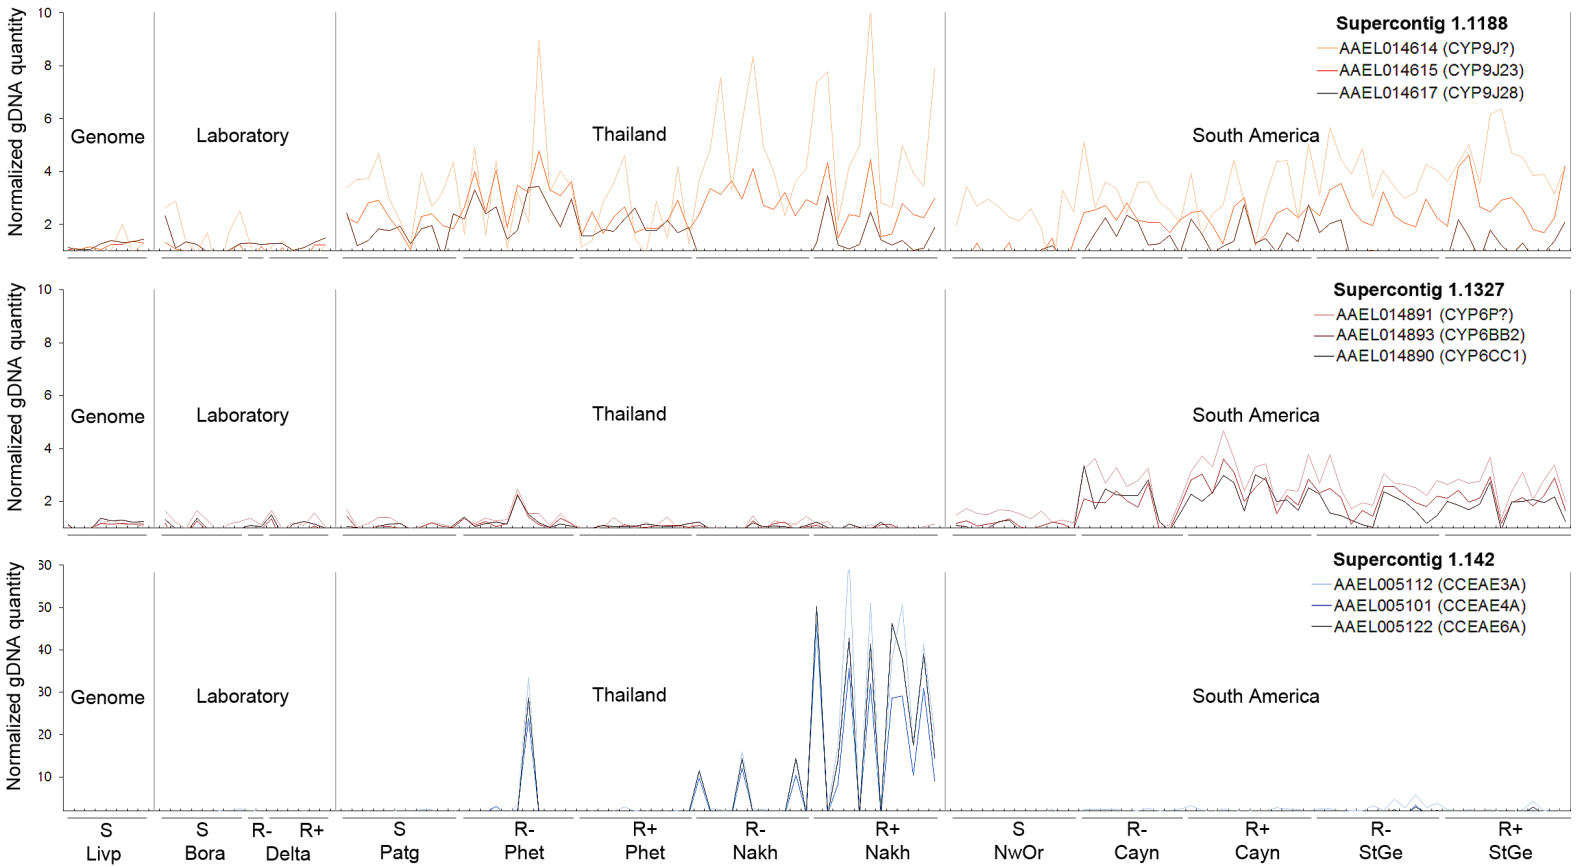 Normalized gDNA quantity
10
8
6
4
2
Genome
Laboratory
Thailand
South America
Supercontig 1.1188
AAEL014614 (CYP9J?)
AAEL014615 (CYP9J23)
AAEL014617 (CYP9J28)
Normalized gDNA quantity
10
8
6
4
2
Genome
Laboratory
Thailand
South America
Supercontig 1.1327
AAEL014891 (CYP6P?)
AAEL014893 (CYP6BB2)
AAEL014890 (CYP6CC1)
Normalized gDNA quantity
60
50
40
30
20
10
Genome
Laboratory
Thailand
South America
Supercontig 1.142
AAEL005112 (CCEAE3A)
AAEL005101 (CCEAE4A)
AAEL005122 (CCEAE6A)
S S R- R+ S R- R+ R- R+ S R- R+ R- R+
Livp Bora Delta Patg Phet Phet Nakh Nakh NwOr Cayn Cayn StGe StGe